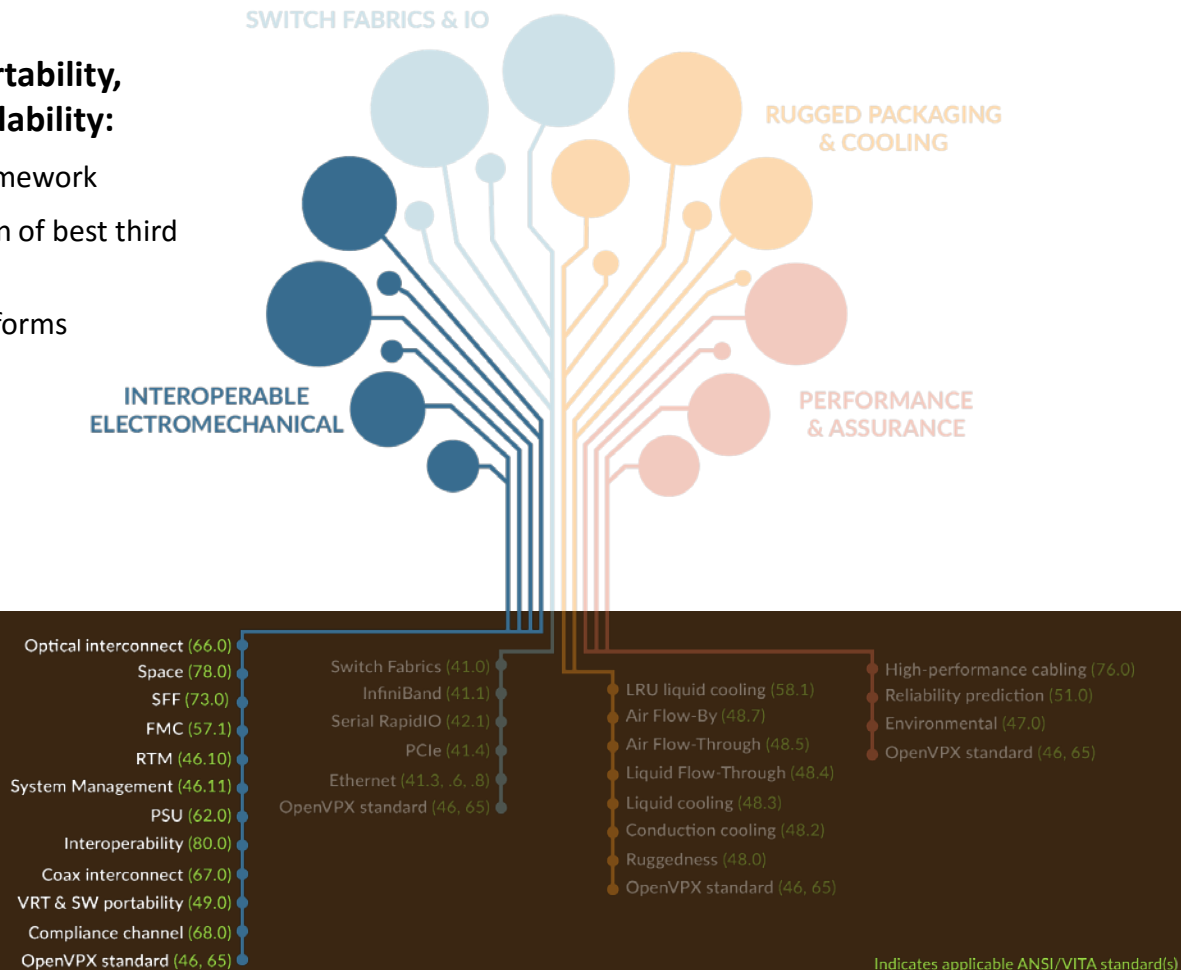 SWITCH FABRICS & IO
rtability,
lability:
mework
n of best third
forms
RUGGED PACKAGING
& COOLING
INTEROPERABLE
ELECTROMECHANICAL
PERFORMANCE
& ASSURANCE
Optical interconnect (66.0)
Space (78.0)
SFF (73.0)
FMC (57.1)
RTM (46.10)
System Management (46.11)
PSU (62.0)
Interoperability (80.0)
Coax interconnect (67.0)
VRT & SW portability (49.0)
Compliance channel (68.0)
OpenVPX standard (46, 65)
Switch Fabrics (41.0)
InfiniBand (41.1)
Serial RapidIO (42.1)
PCIe (41.4)
Ethernet (41.3, .6, .8)
OpenVPX standard (46, 65)
LRU liquid cooling (58.1)
Air Flow-By (48.7)
Air Flow-Through (48.5)
Liquid Flow-Through (48.4)
Liquid cooling (48.3)
Conduction cooling (48.2)
Ruggedness (48.0)
OpenVPX standard (46, 65)
High-performance cabling (76.0)
Reliability prediction (51.0)
Environmental (47.0)
OpenVPX standard (46, 65)
Indicates applicable ANSI/VITA standard(s)